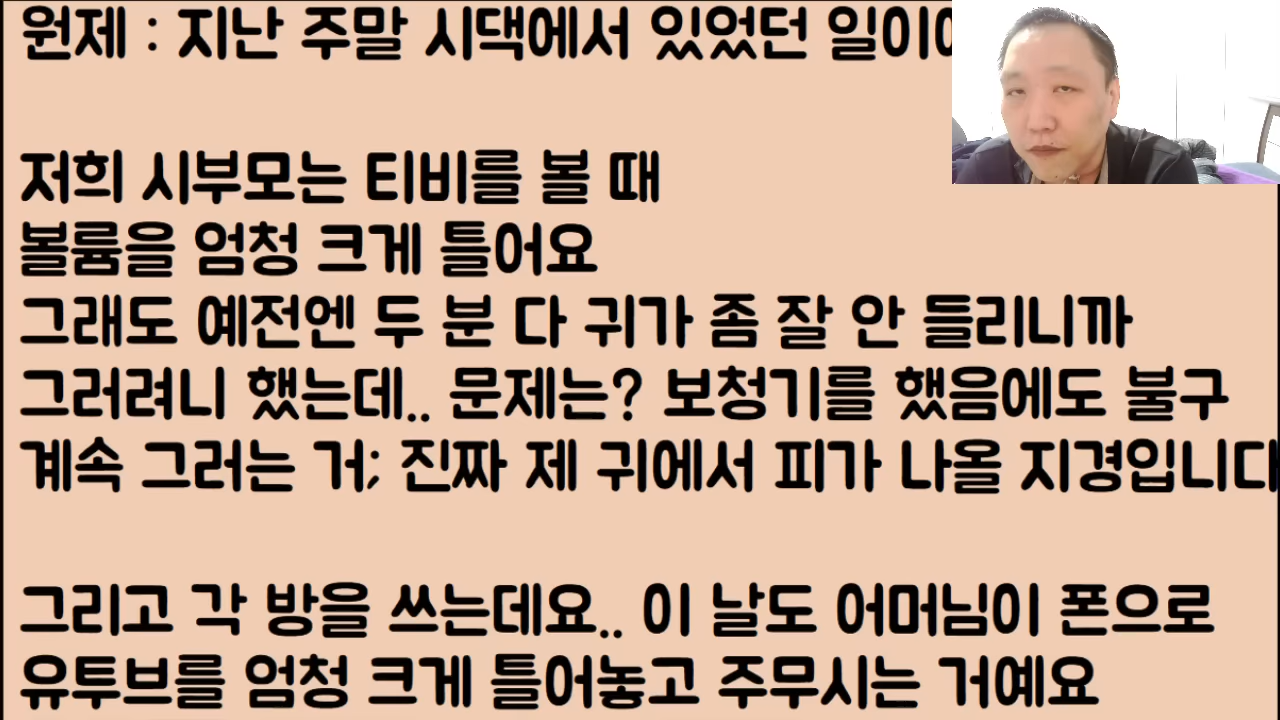 원제 : 지난 주말 시댁에서 있었던
저희 시부모는 티비를 볼 때
볼륨을 엄청 크게 틀어요
그래도 예전엔 두 분 다 귀가 좀 잘 안 들리니까
그러려니 했는데.. 문제는? 보청기를 했음에도 불구
계속 그러는 거; 진짜 제 귀에서 피가 나올 지경입니다
그리고 각 방을 쓰는데요.. 이 날도 어머님이 폰으로
유투브를 엄청 크게 틀어놓고 주무시는 거예요